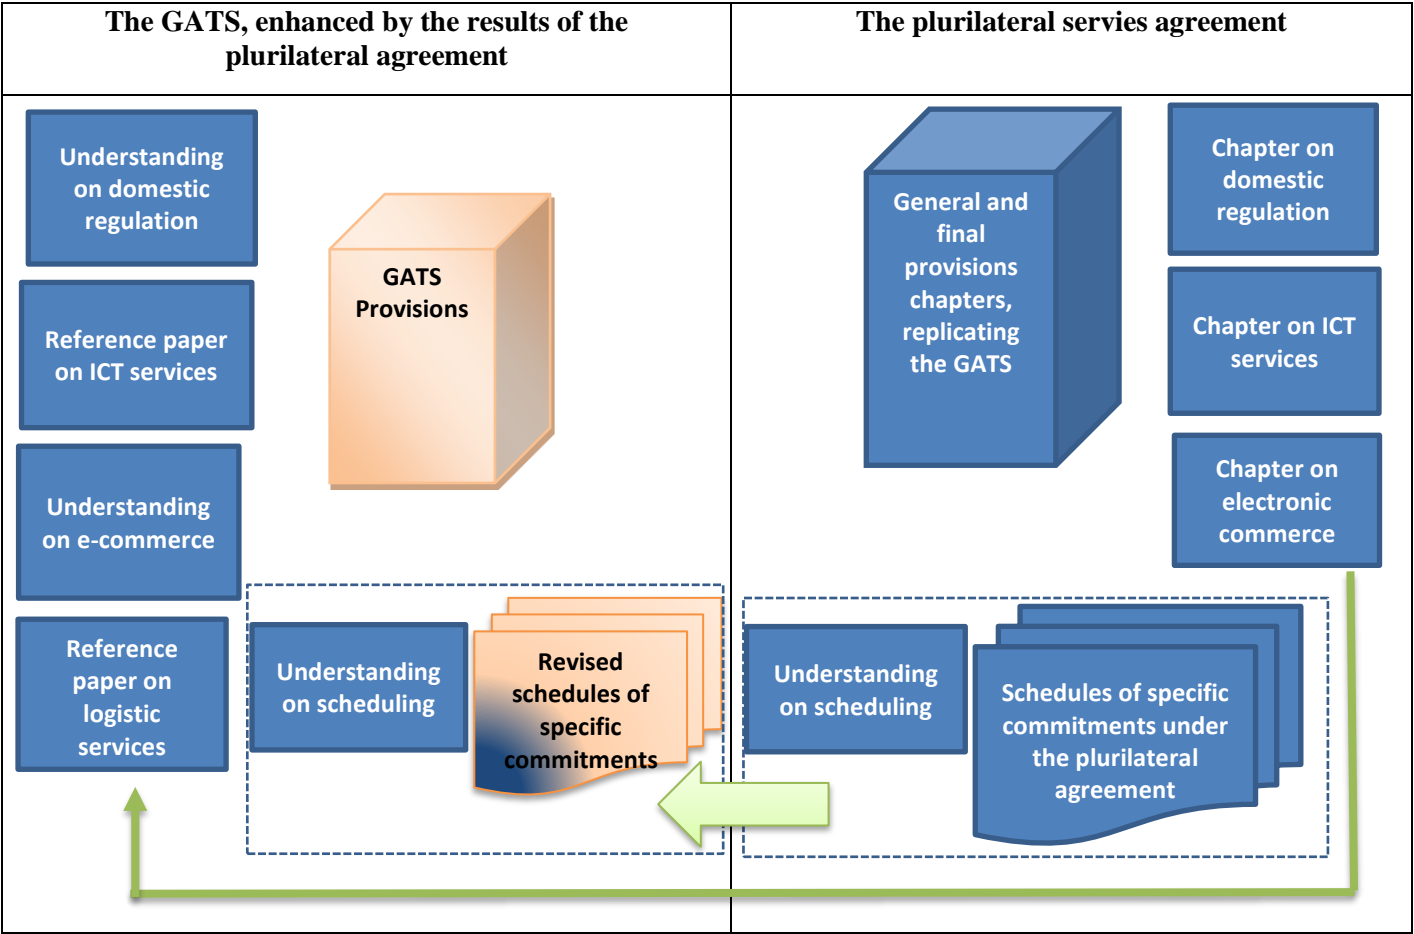 The GATS, enhanced by the results of the
plurilateral agreement
The plurilateral servies agreement
Understanding
on domestic
regulation
Reference paper
on ICT services
Understanding
on e-commerce
Reference
paper on
logistic
services
GATS
Provisions
Understanding
on scheduling
Revised
schedules of
specific
commitments
General and
final
provisions
chapters,
replicating
the GATS
Chapter on
domestic
regulation
Chapter on ICT
services
Chapter on
electronic
commerce
Understanding
on scheduling
Schedules of specific
commitments under
the plurilateral
agreement